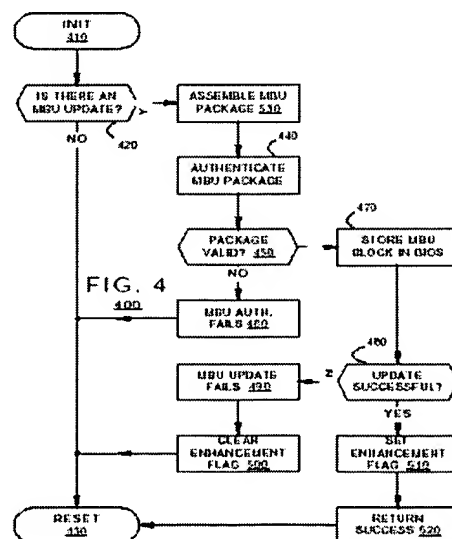 INIT
410
IS THERE AN
MBU UPDATE?
Y
420
NO
ASSEMBLE MBU
PACKAGE 530
440
AUTHENTICATE
MBU PACKAGE
PACKAGE
VALID? 450
470
STORE MBU
BLOCK IN BIOS
NO
FIG. 4
400
MBU AUTH.
FAILS 460
480
UPDATE
SUCCESSFUL?
N
MBU UPDATE
FAILS 490
YES
CLEAR
ENHANCEMENT
FLAG 500
SET
ENHANCEMENT
FLAG 510
RESET
430
RETURN
SUCCESS 520